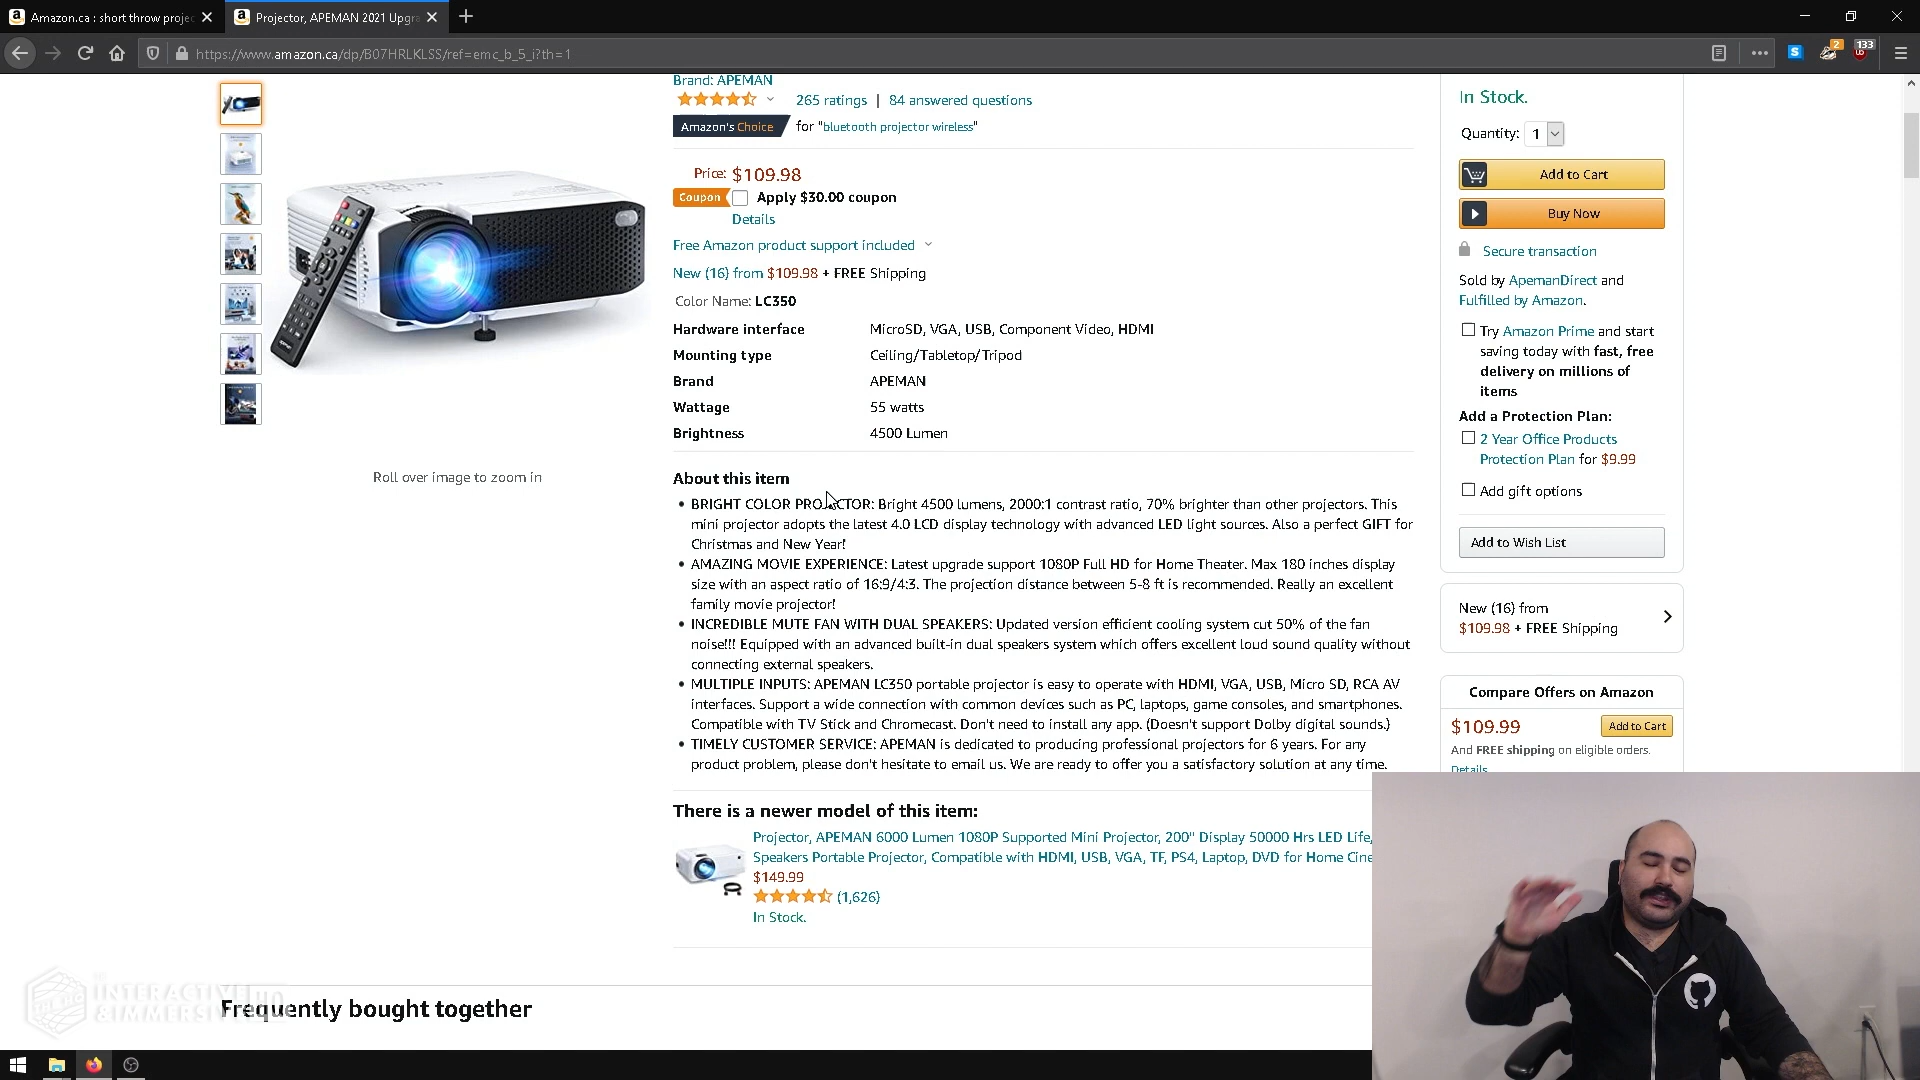 Amazon.ca : short throw projec
Projector, APEMAN 2021 Upgra
https://www.amazon.ca/dp/B07HRLKLSS/ref=emc_b_5_i?th=1
2
133
Brand: APEMAN
265 ratings | 84 answered questions
Amazon's Choice for "bluetooth projector wireless"
Price: $109.98
Coupon Apply $30.00 coupon
Details
Free Amazon product support included
New (16) from $109.98 + FREE Shipping
Color Name: LC350
Hardware interface MicroSD, VGA, USB, Component Video, HDMI
Mounting type Ceiling/Tabletop/Tripod
Brand APEMAN
Wattage 55 watts
Brightness 4500 Lumen
Roll over image to zoom in
About this item
• BRIGHT COLOR PROJECTOR: Bright 4500 lumens, 2000:1 contrast ratio, 70% brighter than other projectors. This
mini projector adopts the latest 4.0 LCD display technology with advanced LED light sources. Also a perfect GIFT for
Christmas and New Year!
• AMAZING MOVIE EXPERIENCE: Latest upgrade support 1080P Full HD for Home Theater. Max 180 inches display
size with an aspect ratio of 16:9/4:3. The projection distance between 5-8 ft is recommended. Really an excellent
family movie projector!
• INCREDIBLE MUTE FAN WITH DUAL SPEAKERS: Updated version efficient cooling system cut 50% of the fan
noise!!! Equipped with an advanced built-in dual speakers system which offers excellent loud sound quality without
connecting external speakers.
• MULTIPLE INPUTS: APEMAN LC350 portable projector is easy to operate with HDMI, VGA, USB, Micro SD, RCA AV
interfaces. Support a wide connection with common devices such as PC, laptops, game consoles, and smartphones.
Compatible with TV Stick and Chromecast. Don't need to install any app. (Doesn't support Dolby digital sounds.)
• TIMELY CUSTOMER SERVICE: APEMAN is dedicated to producing professional projectors for 6 years. For any
product problem, please don't hesitate to email us. We are ready to offer you a satisfactory solution at any time.
There is a newer model of this item:
Projector, APEMAN 6000 Lumen 1080P Supported Mini Projector, 200" Display 50000 Hrs LED Life,
Speakers Portable Projector, Compatible with HDMI, USB, VGA, TF, PS4, Laptop, DVD for Home Cine
$149.99
(1,626)
In Stock.
Frequently bought together
In Stock.
Quantity: 1
Add to Cart
Buy Now
Secure transaction
Sold by ApemanDirect and
Fulfilled by Amazon.
Try Amazon Prime and start
saving today with fast, free
delivery on millions of
items
Add a Protection Plan:
2 Year Office Products
Protection Plan for $9.99
Add gift options
Add to Wish List
New (16) from
$109.98 + FREE Shipping
Compare Offers on Amazon
$109.99 Add to Cart
And FREE shipping on eligible orders.
Details
INTERACTIVE
& IMMERSIVE